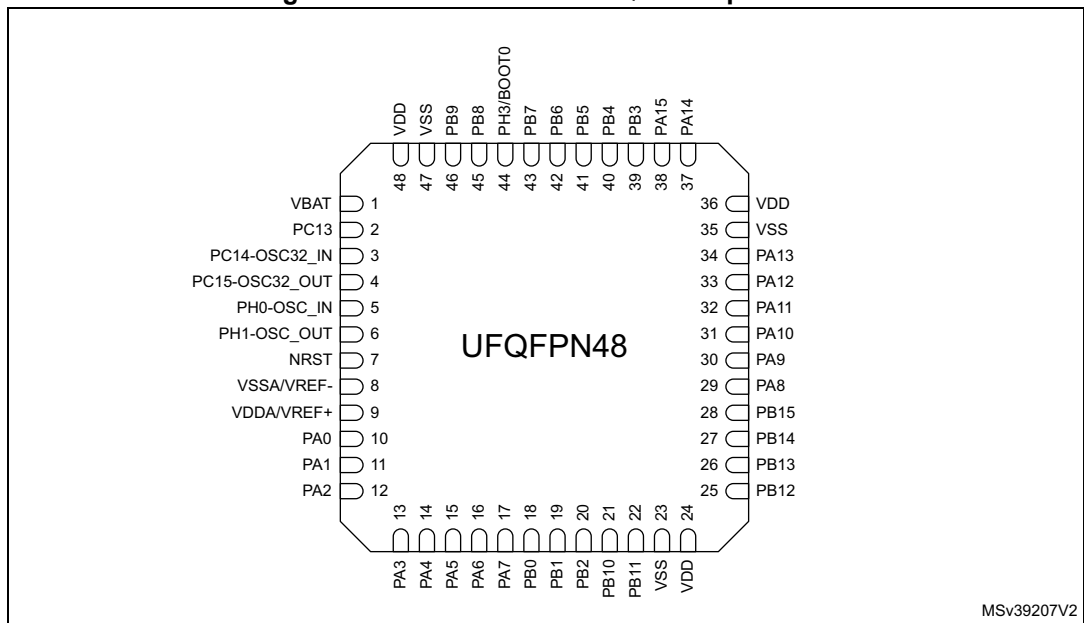 VDD
VSS
PB9
PB8
PH3/BOOT0
PB7
PB6
PB5
PB4
PB3
PA15
PA14
48
47
46
45
44
43
42
41
40
39
38
37
VBAT 1
PC13 2
PC14-OSC32_IN 3
PC15-OSC32_OUT 4
PH0-OSC_IN 5
PH1-OSC_OUT 6
NRST 7
VSSA/VREF- 8
VDDA/VREF+ 9
PA0 10
PA1 11
PA2 12
UFQFPN48
36 VDD
35 VSS
34 PA13
33 PA12
32 PA11
31 PA10
30 PA9
29 PA8
28 PB15
27 PB14
26 PB13
25 PB12
13
14
15
16
17
18
19
20
21
22
23
24
PA3
PA4
PA5
PA6
PA7
PB0
PB1
PB2
PB10
PB11
VSS
VDD
MSv39207V2